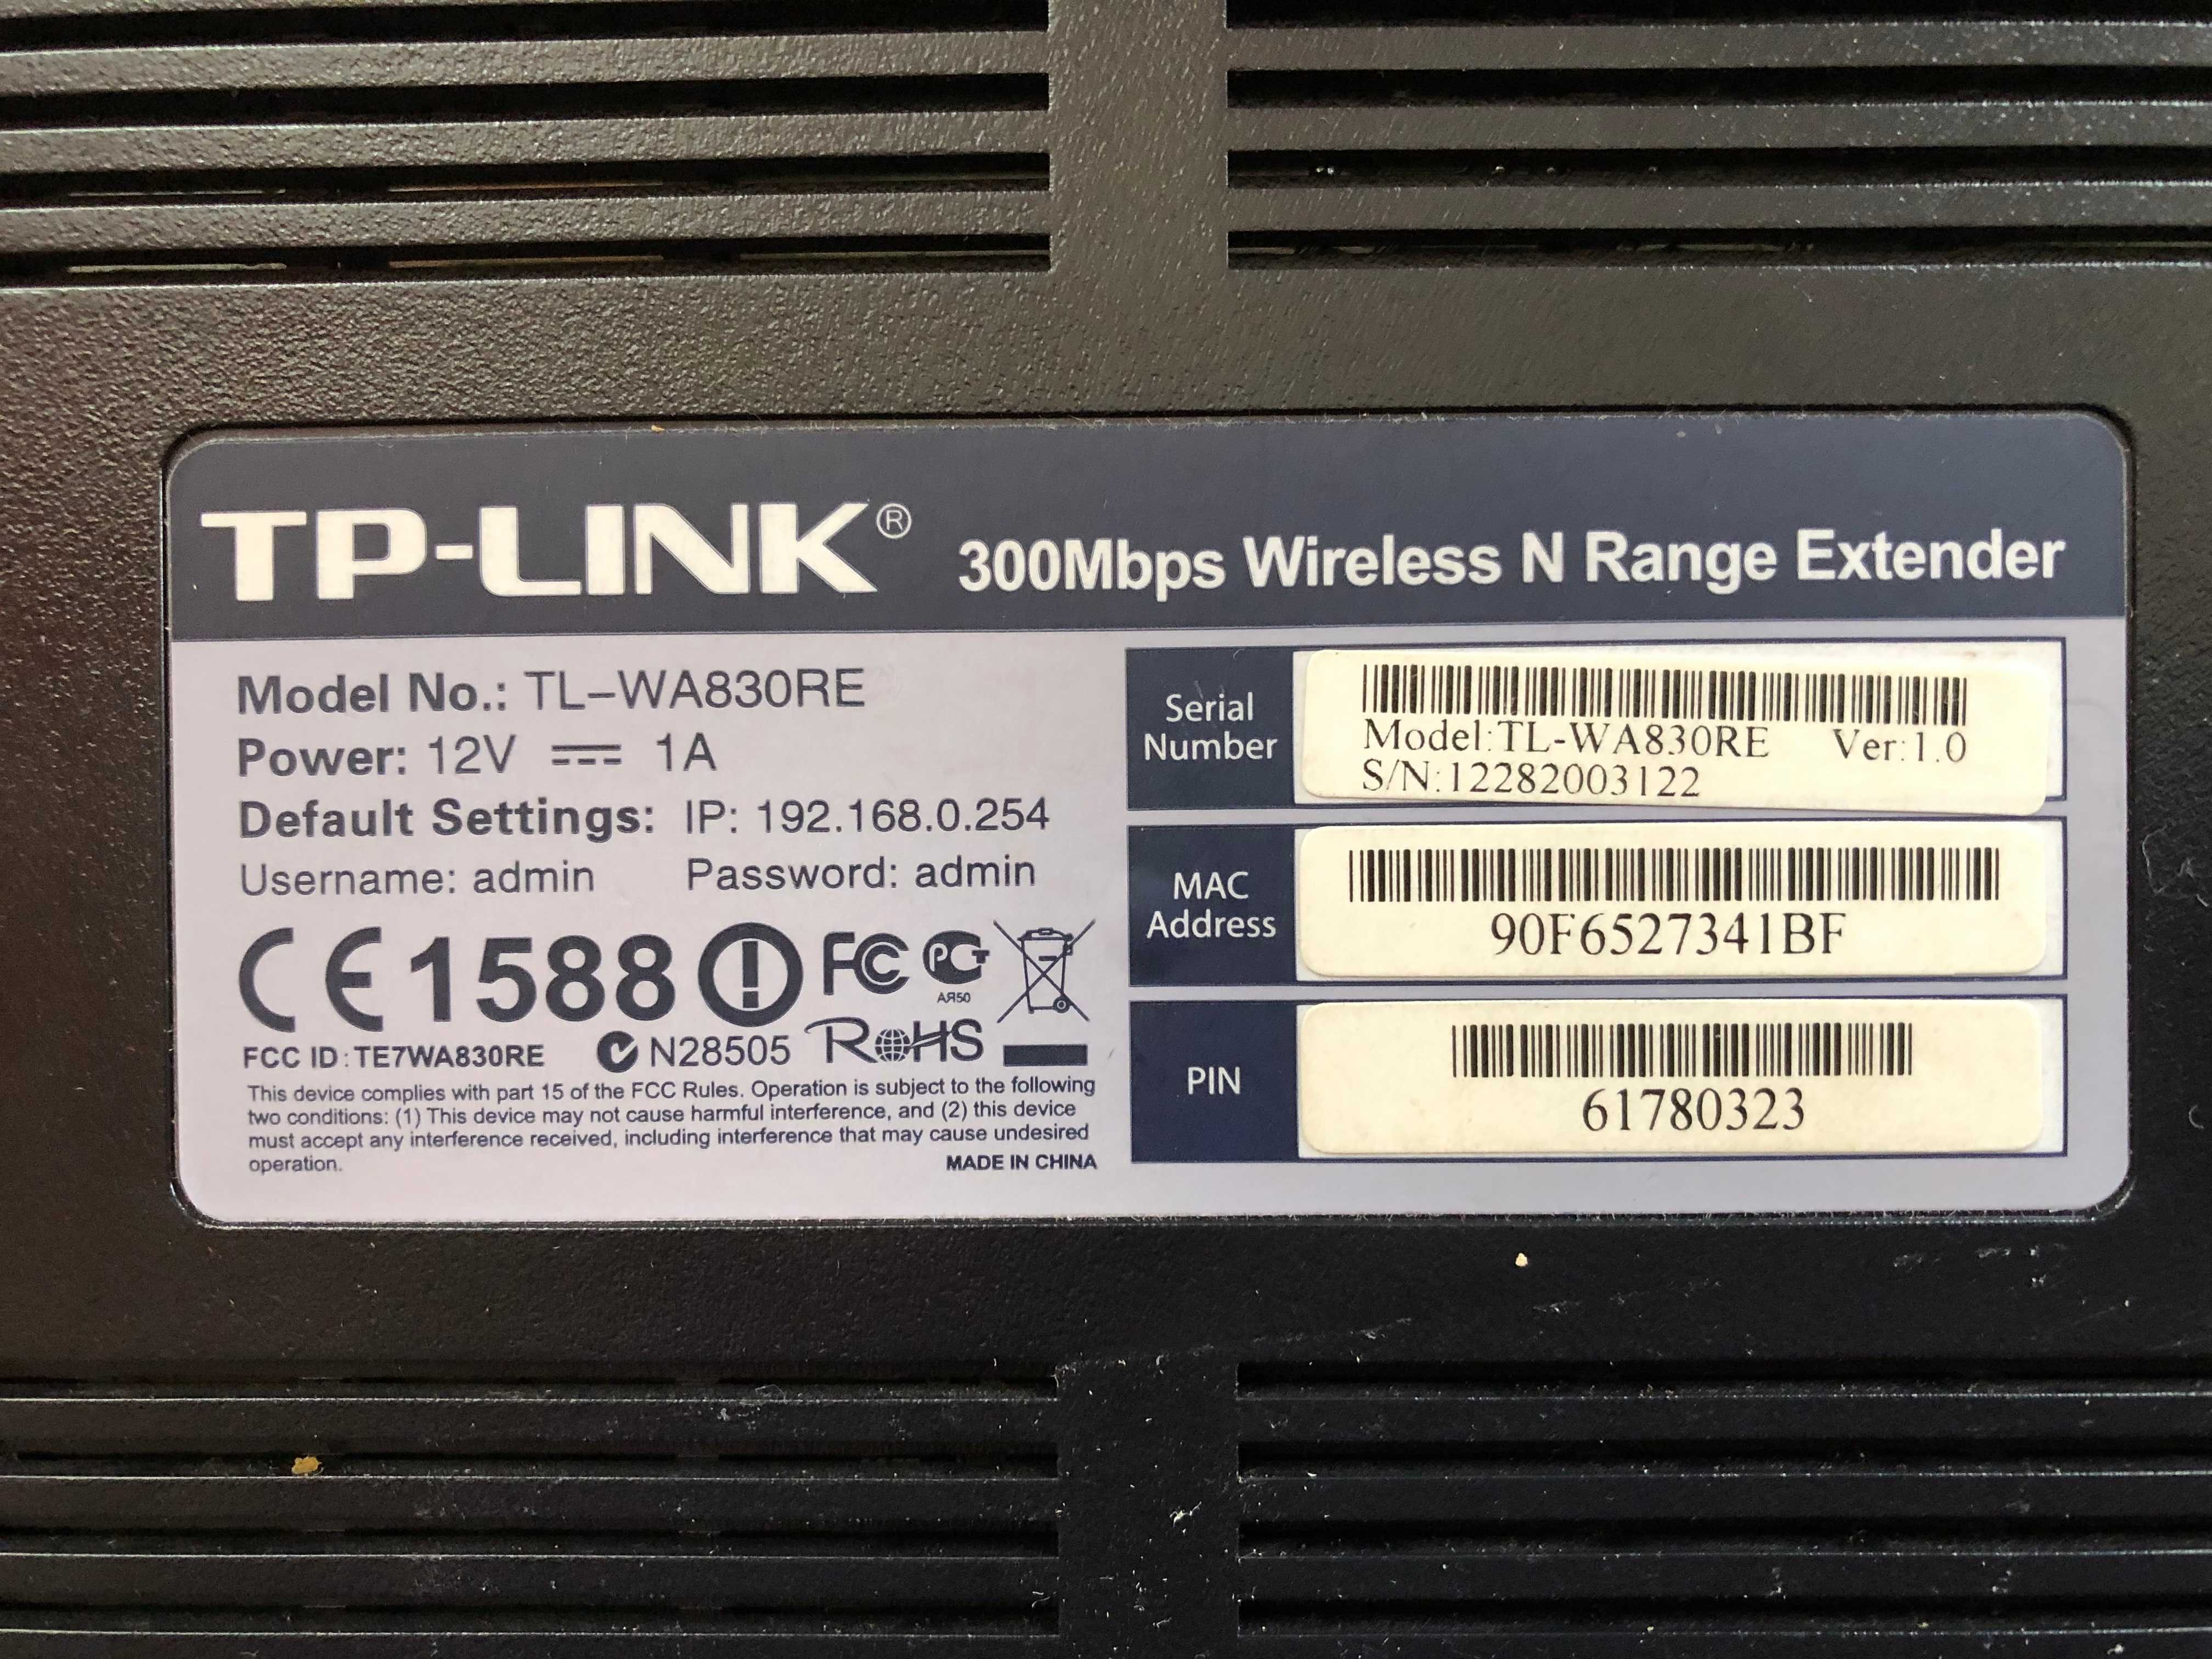 TP-LINK® 300Mbps Wireless N Range Extender
Model No.: TL-WA830RE
Power: 12V ⎓ 1A
Default Settings: IP: 192.168.0.254
Username: admin Password: admin
CE1588 FC PCT
АЯ50
FCC ID: TE7WA830RE N28505 RoHS
This device complies with part 15 of the FCC Rules. Operation is subject to the following
two conditions: (1) This device may not cause harmful interference, and (2) this device
must accept any interference received, including interference that may cause undesired
operation.
MADE IN CHINA
Serial
Number
Model:TL-WA830RE Ver:1.0
S/N:12282003122
MAC
Address
90F6527341BF
PIN
61780323